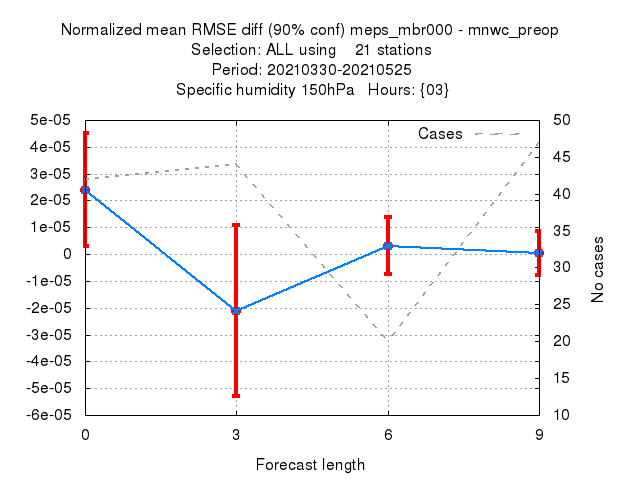 Normalized mean RMSE diff (90% conf) meps_mbr000 - mnwc_preop
Selection: ALL using 21 stations
Period: 20210330-20210525
Specific humidity 150hPa Hours: {03}
Cases
5e-05
4e-05
3e-05
2e-05
1e-05
0
-1e-05
-2e-05
-3e-05
-4e-05
-5e-05
-6e-05
50
45
40
35
30
25
20
15
10
No cases
0 3 6 9
Forecast length